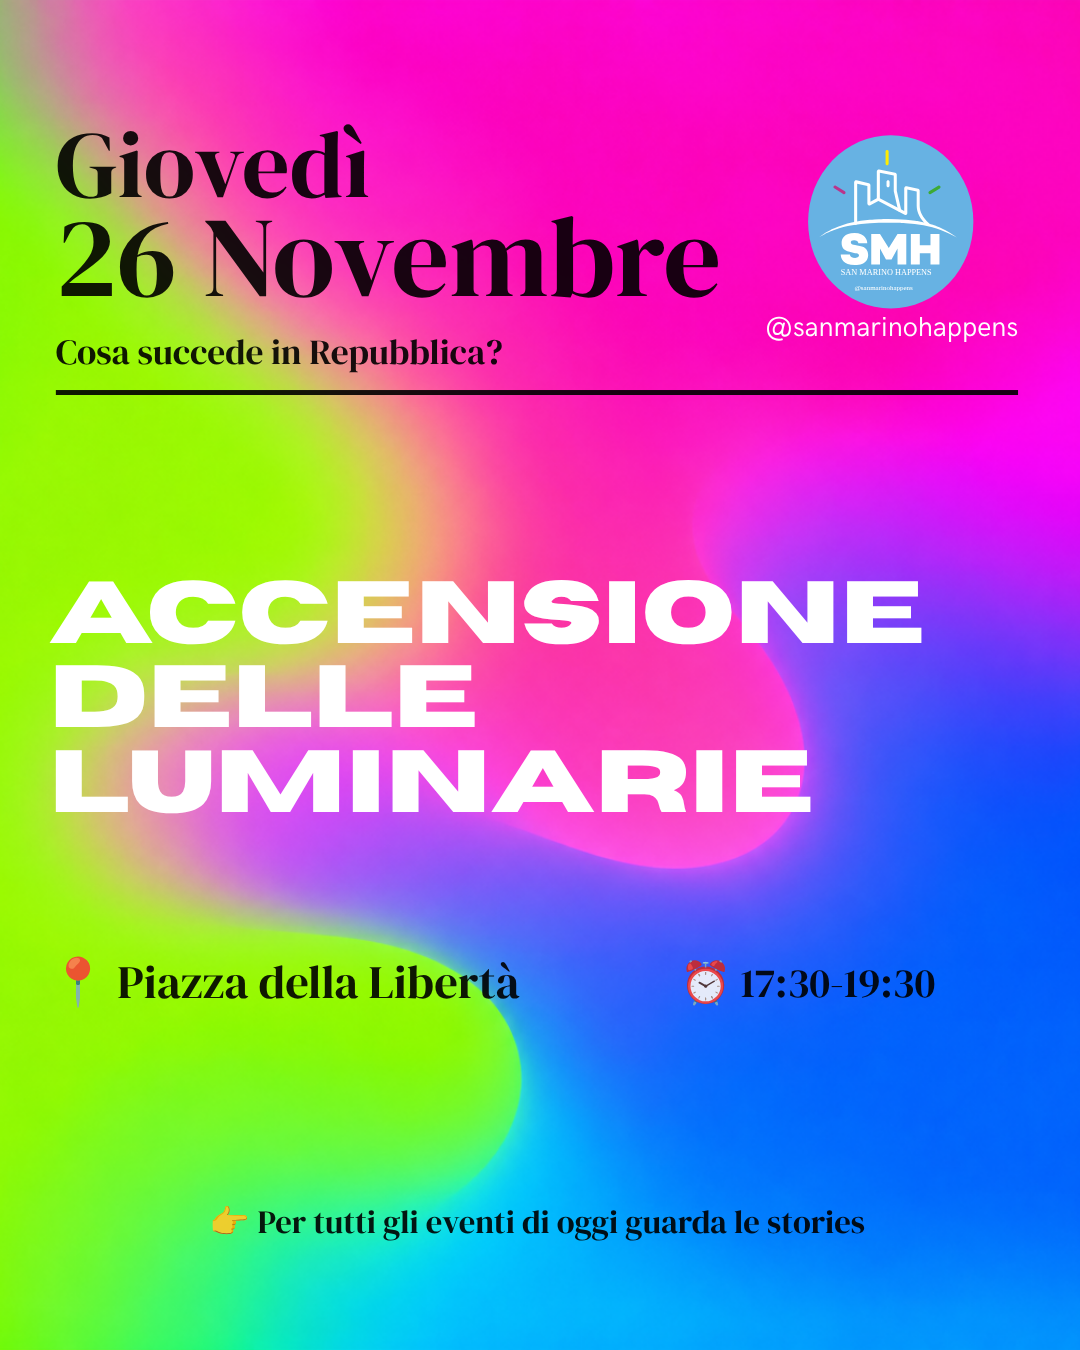 Giovedì
26 Novembre
Cosa succede in Repubblica?
SMH
SAN MARINO HAPPENS
@sanmarinohappens
@sanmarinohappens
ACCENSIONE
DELLE
LUMINARIE
📍 Piazza della Libertà
⏰ 17:30-19:30
👉 Per tutti gli eventi di oggi guarda le stories